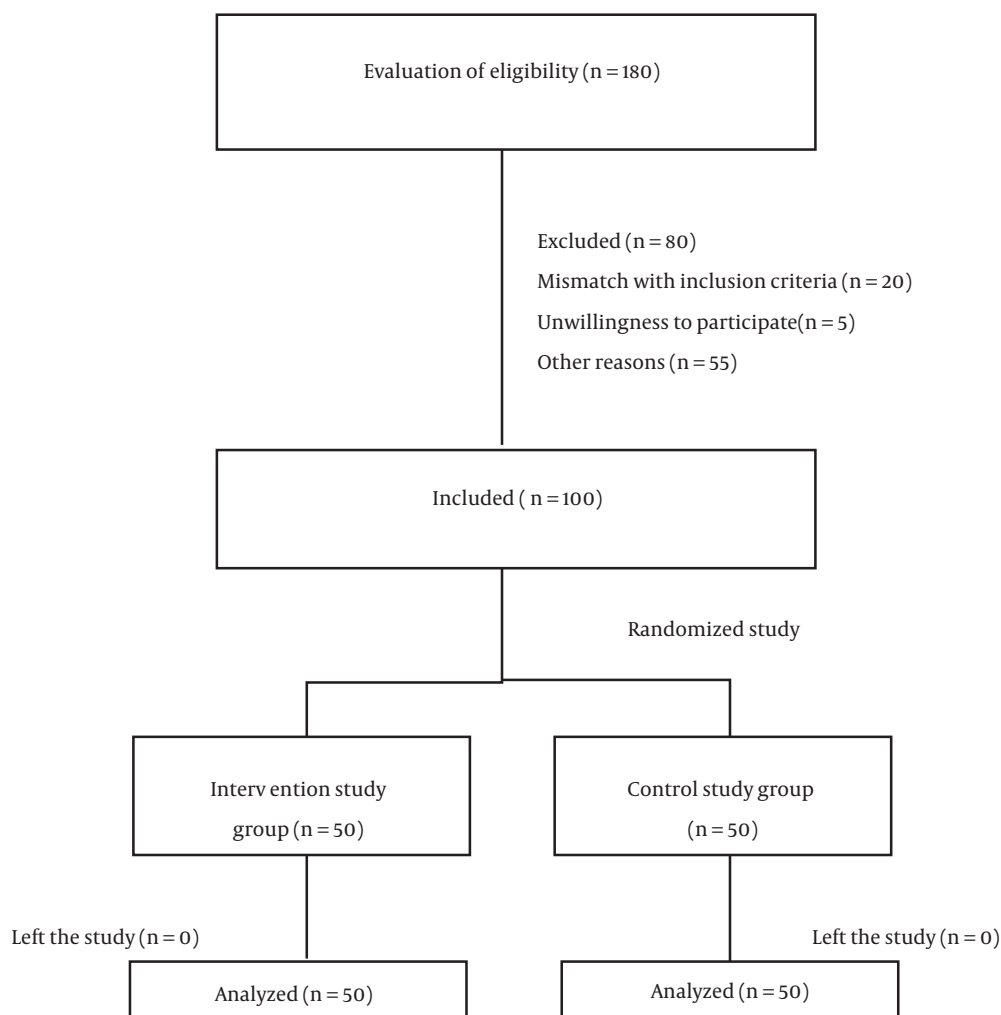 Evaluation of eligibility (n = 180)
Excluded (n = 80)
Mismatch with inclusion criteria (n = 20)
Unwillingness to participate(n = 5)
Other reasons (n = 55)
Included ( n = 100)
Randomized study
Interv ention study
group (n = 50)
Control study group
(n = 50)
Left the study (n = 0)
Left the study (n = 0)
Analyzed (n = 50)
Analyzed (n = 50)